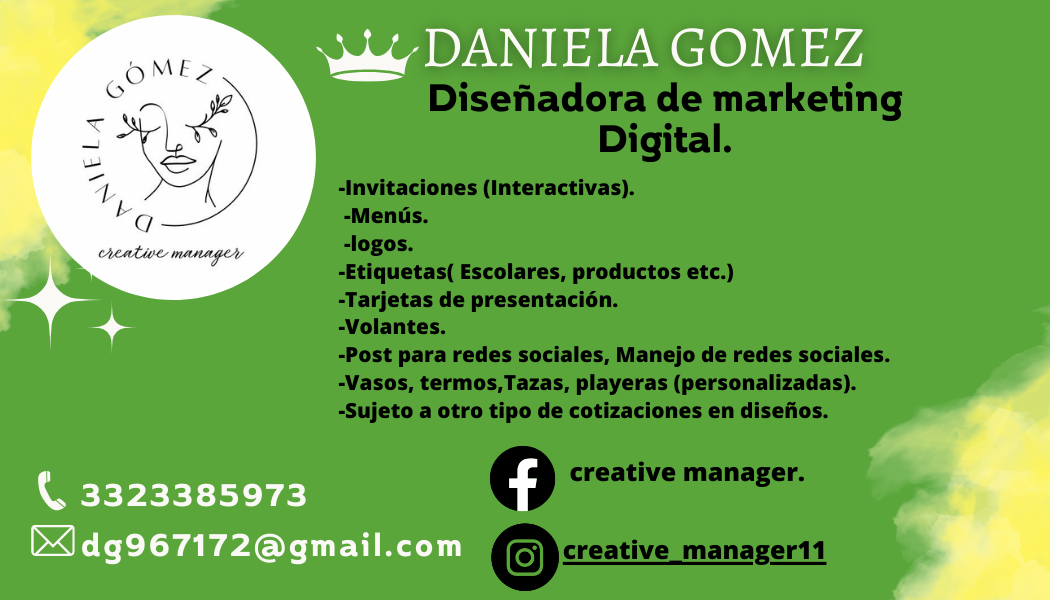 DANIELA GÓMEZ
creative manager
DANIELA GOMEZ
Diseñadora de marketing
Digital.
-Invitaciones (Interactivas).
-Menús.
-logos.
-Etiquetas( Escolares, productos etc.)
-Tarjetas de presentación.
-Volantes.
-Post para redes sociales, Manejo de redes sociales.
-Vasos, termos,Tazas, playeras (personalizadas).
-Sujeto a otro tipo de cotizaciones en diseños.
3323385973
dg967172@gmail.com
creative manager.
creative_manager11